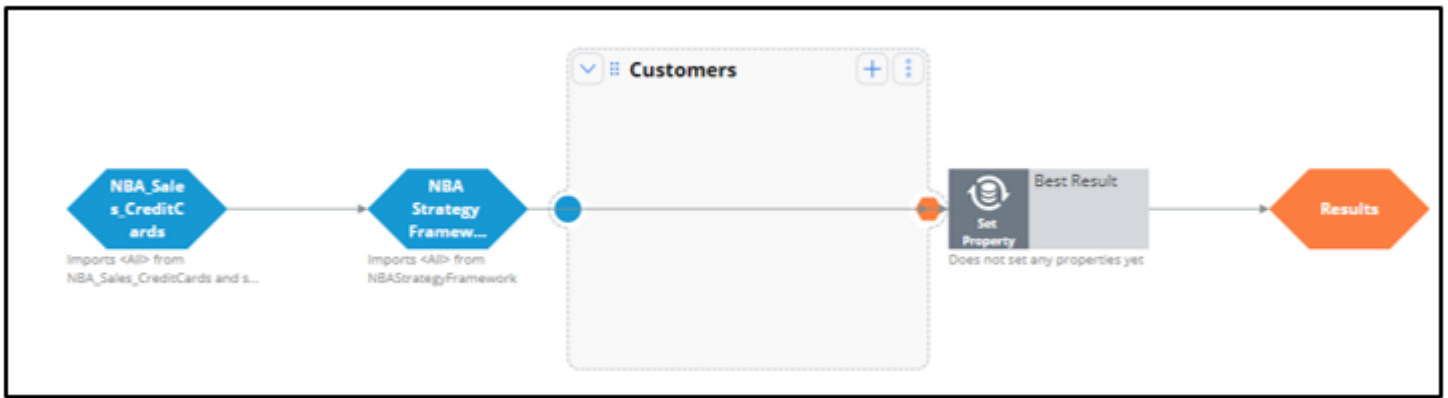 Customers
NBA_Sale
s_CreditC
ards
Imports <All> from
NBA_Sales_CreditCards and s...
NBA
Strategy
Framew...
Imports <All> from
NBAStrategyFramework
Set
Property
Best Result
Does not set any properties yet
Results